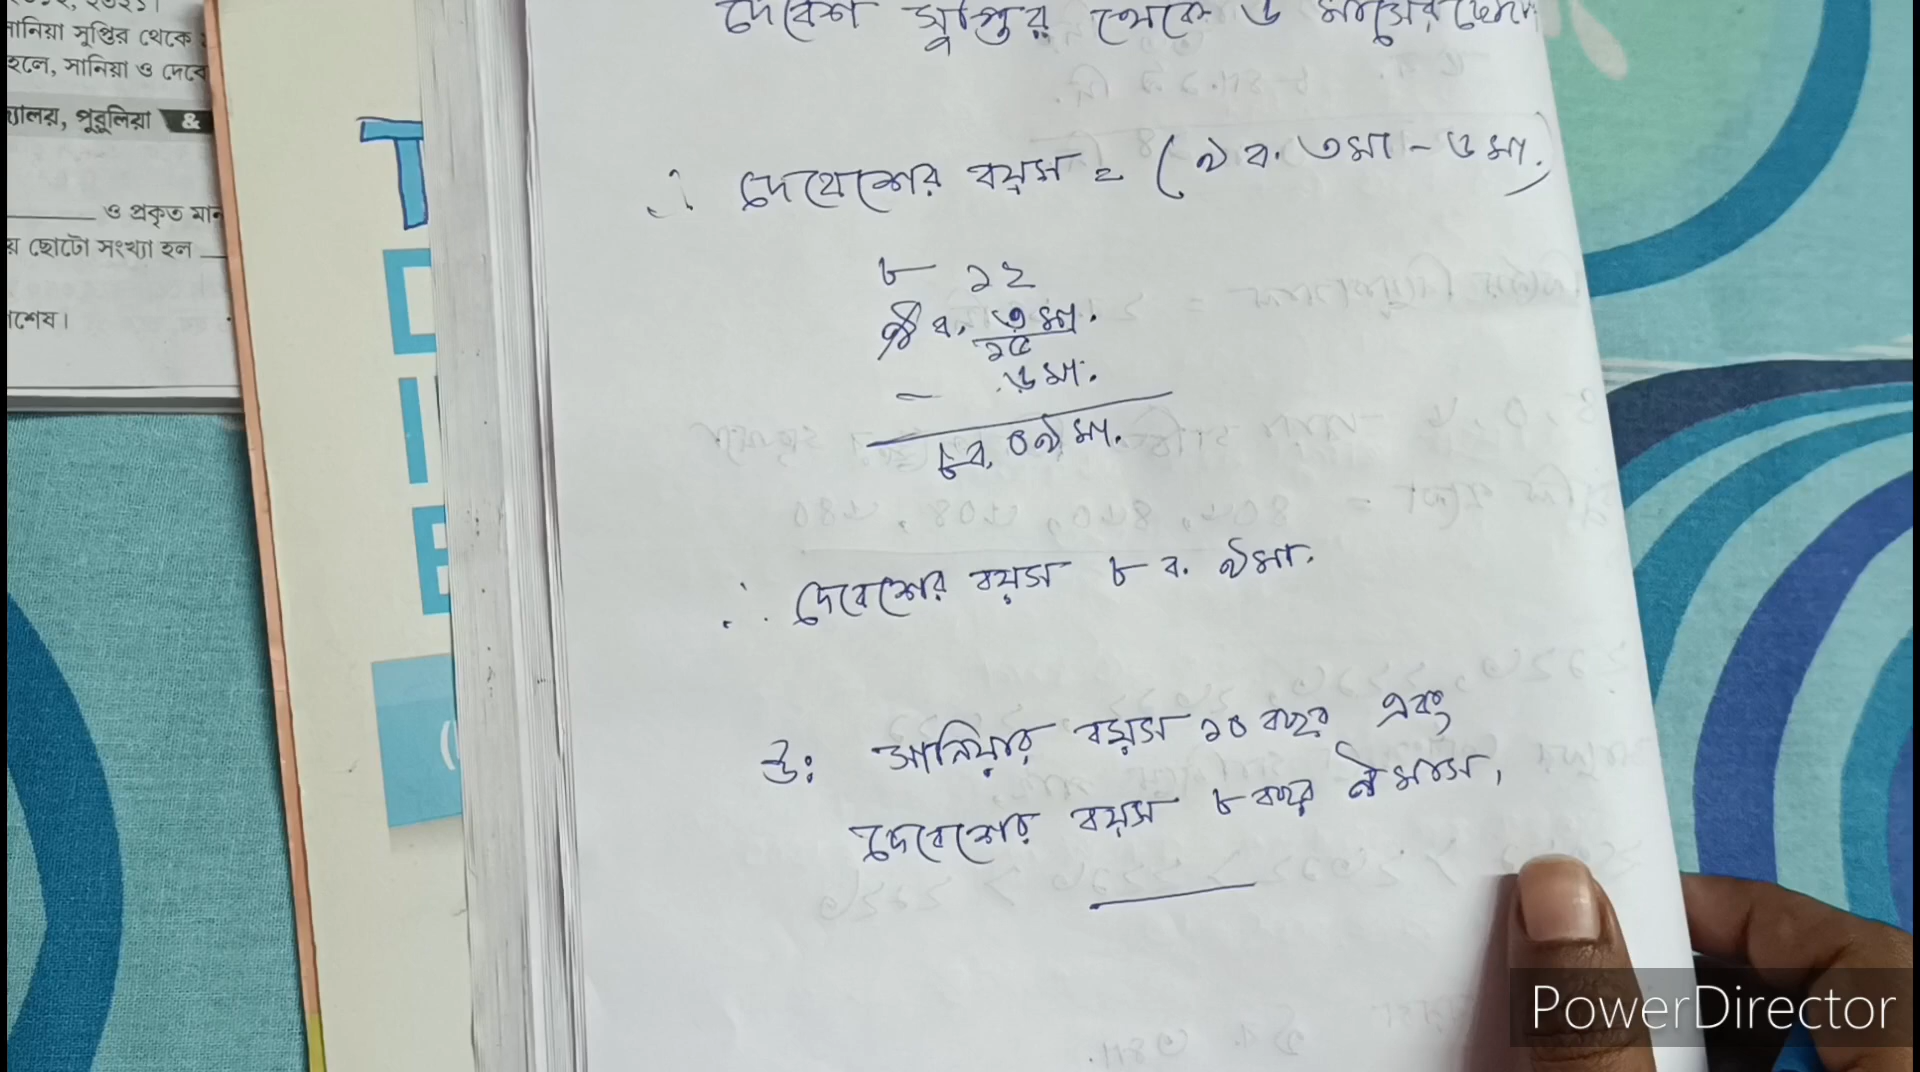 সানিয়া সুপ্তির থেকে
হলে, সানিয়া ও দেবে
পুরুলিয়া &
ও প্রকৃত মান
ছোটো সংখ্যা হল
T
D
I
E
দেবেশ সুপ্তির থেকে ৬ মাসের
∴ দেবেশের বয়স = (৯ ব. ৩মা - ৬ মা.)
৮ ১২
৯ ব. ৩ মা.
১৫
- ৬ মা.
৮ব. ০৯ মা.
∴ দেবেশের বয়স ৮ ব. ৯মা.
উঃ সানিয়ার বয়স ১০ বছর এবং
দেবেশের বয়স ৮ বছর ৯ মাস,
PowerDirector